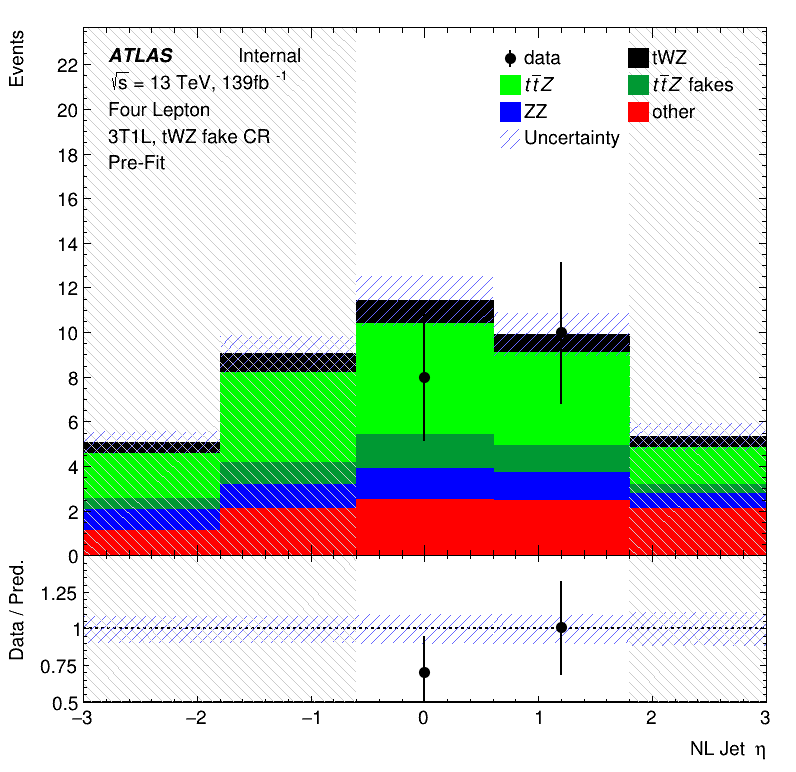 Events
ATLAS Internal
√s = 13 TeV, 139fb⁻¹
Four Lepton
3T1L, tWZ fake CR
Pre-Fit
data tWZ
tt̅Z tt̅Z fakes
ZZ other
Uncertainty
22
20
18
16
14
12
10
8
6
4
2
0
Data / Pred.
1.25
1
0.75
0.5
−3 −2 −1 0 1 2 3
NL Jet η